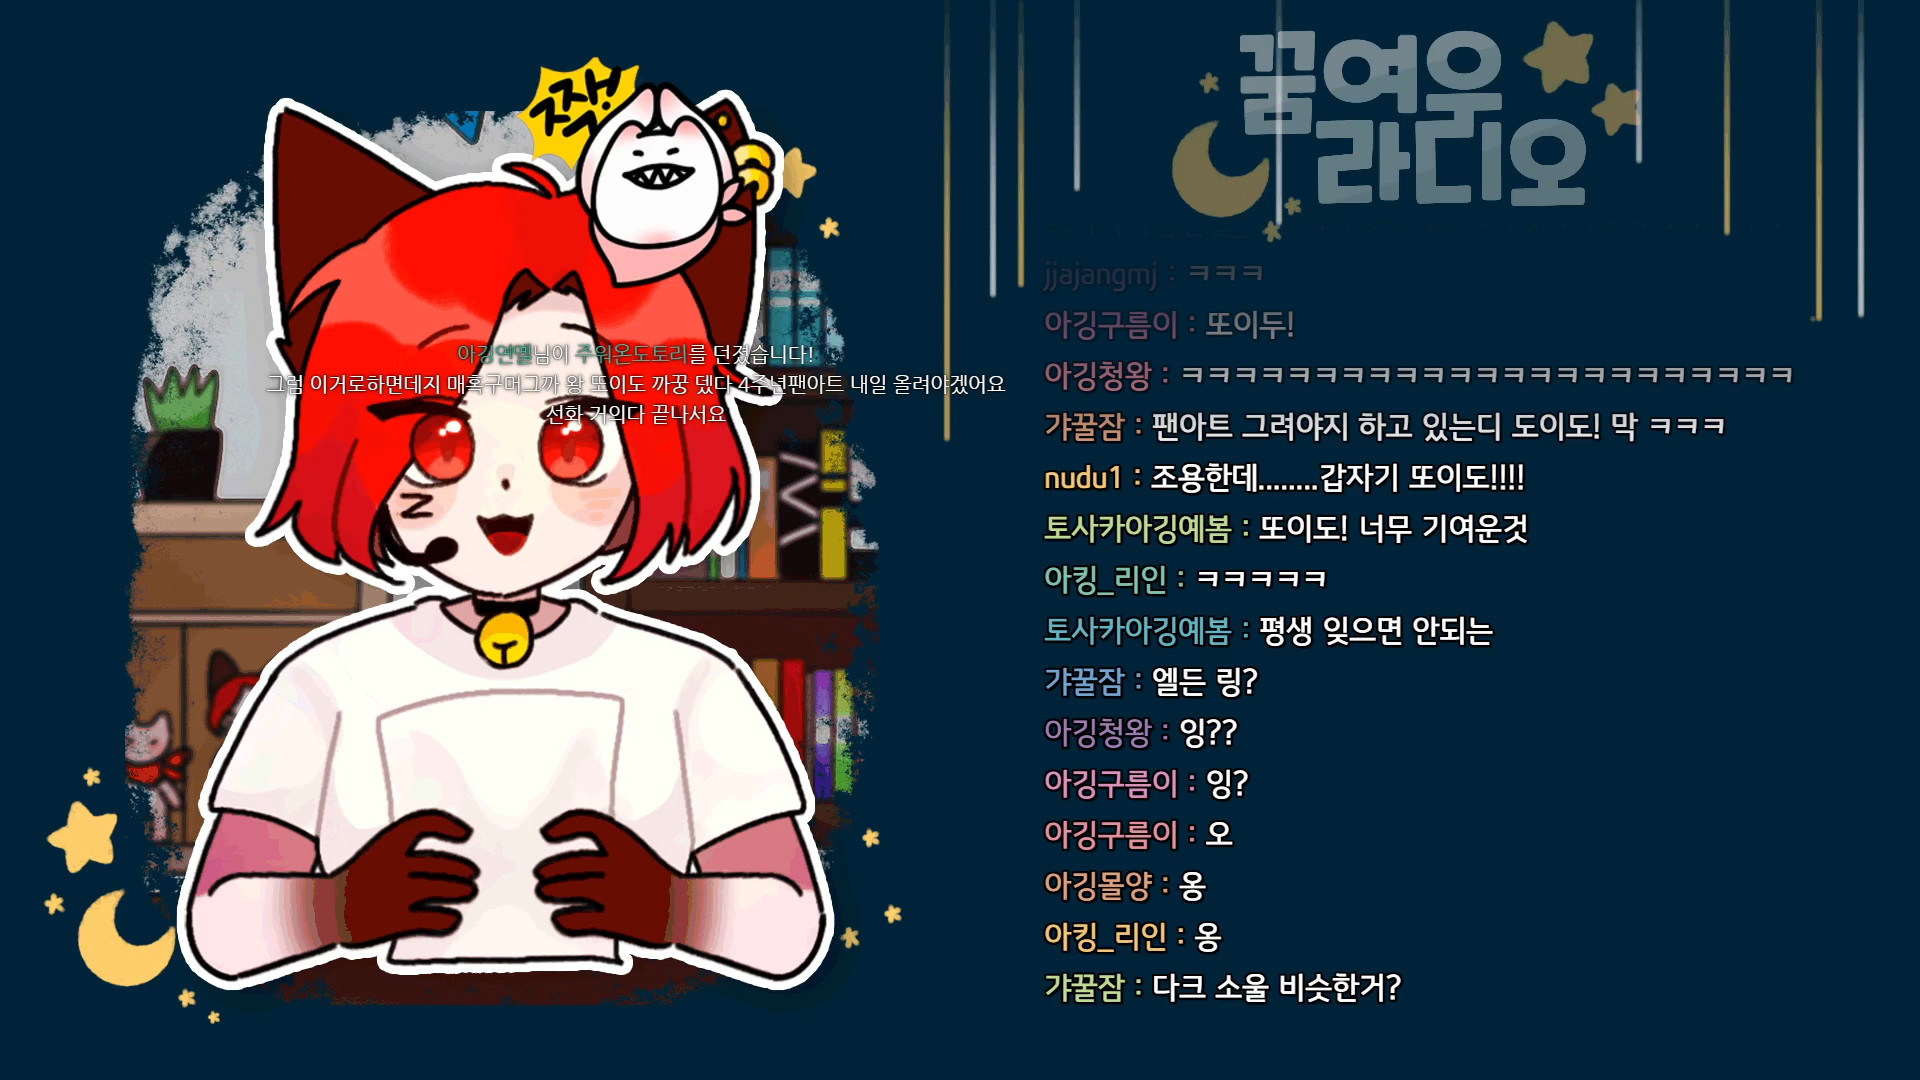 꿈여우
라디오
쫙!
아깅연멜님이 주워온도토리를 던졌습니다!
그럼 이거로하면데지 매혹구머그까 왕 또이도 까꿍 뎄다 4주년팬아트 내일 올려야겠어요
선화 거의다 끝나서요
jjajangmj : ㅋㅋㅋ
아깅구름이 : 또이두!
아깅청왕 : ㅋㅋㅋㅋㅋㅋㅋㅋㅋㅋㅋㅋㅋㅋㅋㅋㅋㅋㅋㅋㅋㅋㅋ
갸꿀잠 : 팬아트 그려야지 하고 있는디 도이도! 막 ㅋㅋㅋ
nudu1 : 조용한데........갑자기 또이도!!!!
토사카아깅예봄 : 또이도! 너무 기여운것
아킹_리인 : ㅋㅋㅋㅋㅋ
토사카아깅예봄 : 평생 잊으면 안되는
갸꿀잠 : 엘든 링?
아깅청왕 : 잉??
아깅구름이 : 잉?
아깅구름이 : 오
아깅몰양 : 옹
아킹_리인 : 옹
갸꿀잠 : 다크 소울 비슷한거?